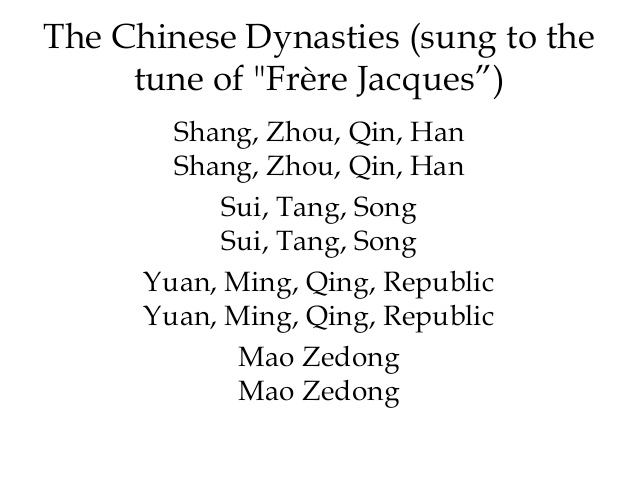 The Chinese Dynasties (sung to the
tune of "Frère Jacques”)
Shang, Zhou, Qin, Han
Shang, Zhou, Qin, Han
Sui, Tang, Song
Sui, Tang, Song
Yuan, Ming, Qing, Republic
Yuan, Ming, Qing, Republic
Mao Zedong
Mao Zedong